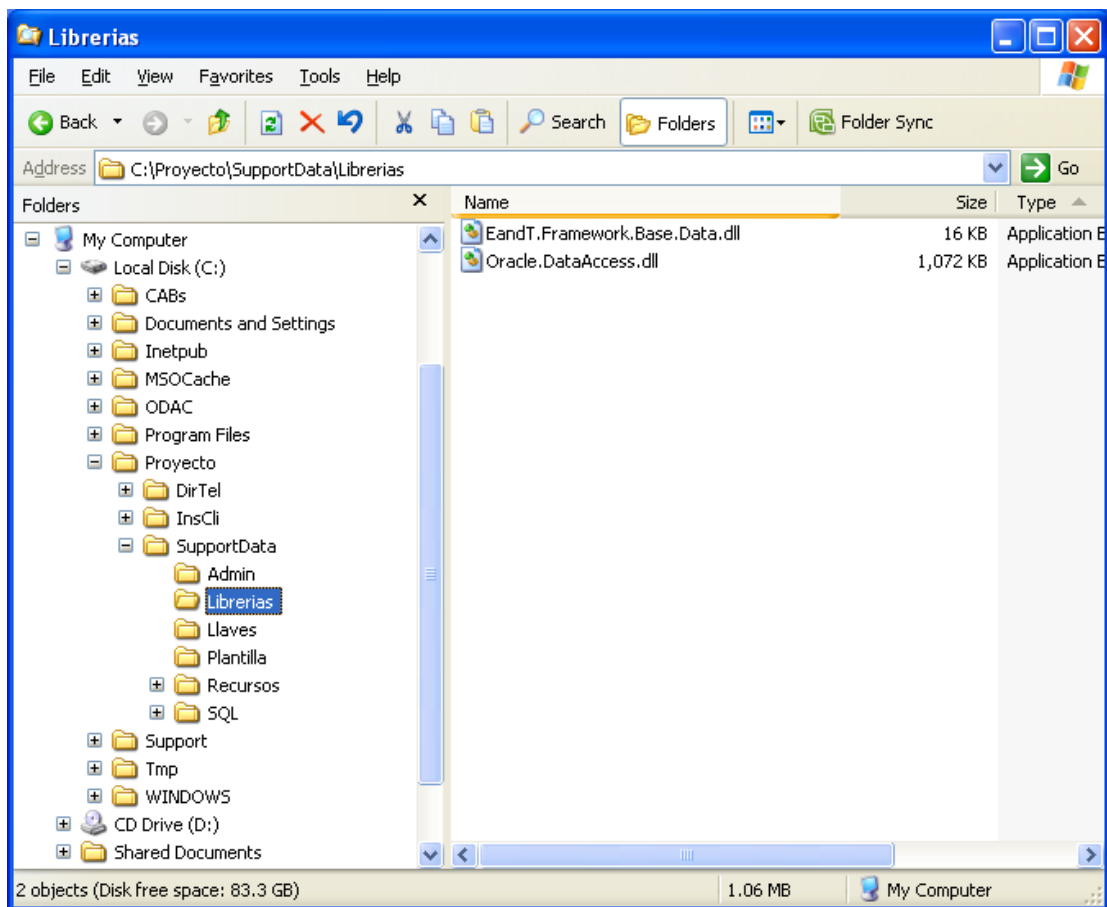 Librerias
File Edit View Favorites Tools Help
Back Search Folders Folder Sync
Address C:\Proyecto\SupportData\Librerias Go
Folders
Name Size Type
My Computer
EandT.Framework.Base.Data.dll 16 KB Application E
Local Disk (C:)
Oracle.DataAccess.dll 1,072 KB Application E
CABs
Documents and Settings
Inetpub
MSOCache
ODAC
Program Files
Proyecto
DirTel
InsCli
SupportData
Admin
Librerias
Llaves
Plantilla
Recursos
SQL
Support
Tmp
WINDOWS
CD Drive (D:)
Shared Documents
2 objects (Disk free space: 83.3 GB) 1.06 MB My Computer